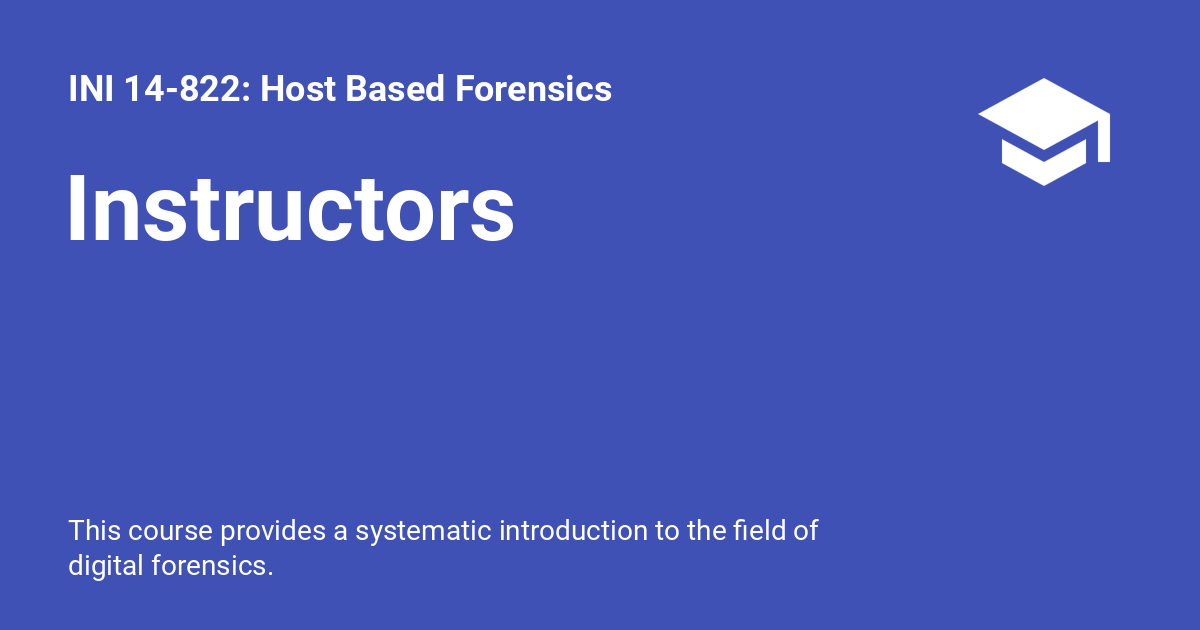 INI 14-822: Host Based Forensics
Instructors
This course provides a systematic introduction to the field of
digital forensics.